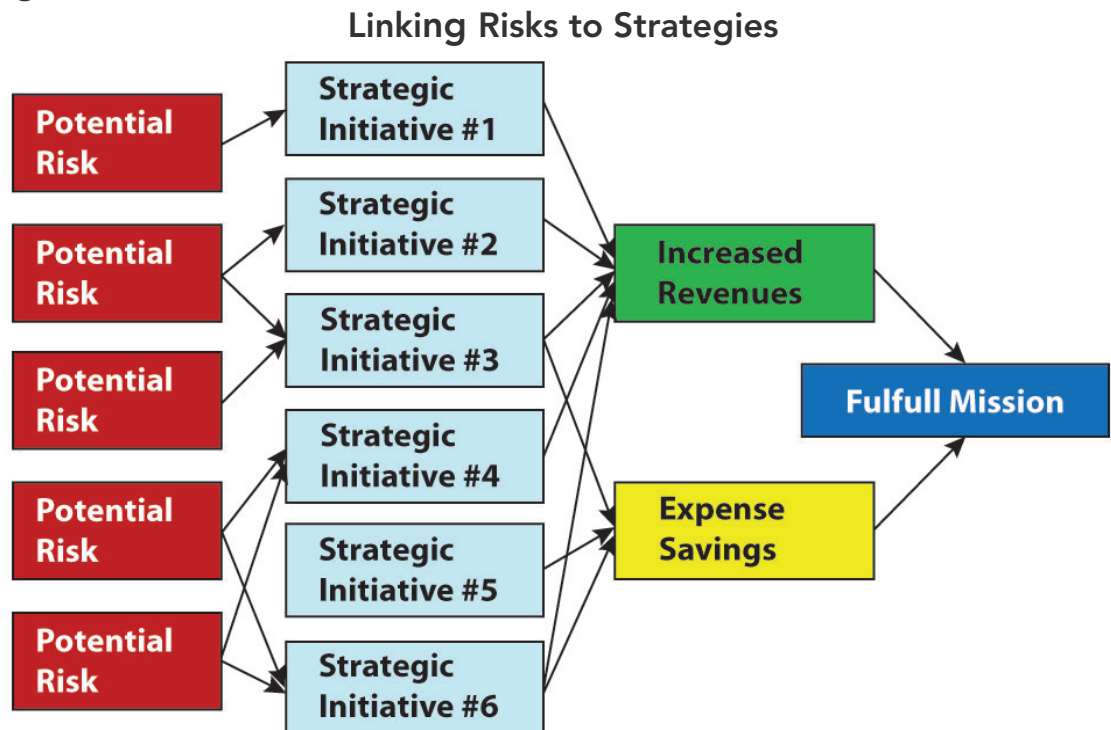 Linking Risks to Strategies
Potential
Risk
Potential
Risk
Potential
Risk
Potential
Risk
Potential
Risk
Strategic
Initiative #1
Strategic
Initiative #2
Strategic
Initiative #3
Strategic
Initiative #4
Strategic
Initiative #5
Strategic
Initiative #6
Increased
Revenues
Expense
Savings
Fulfull Mission